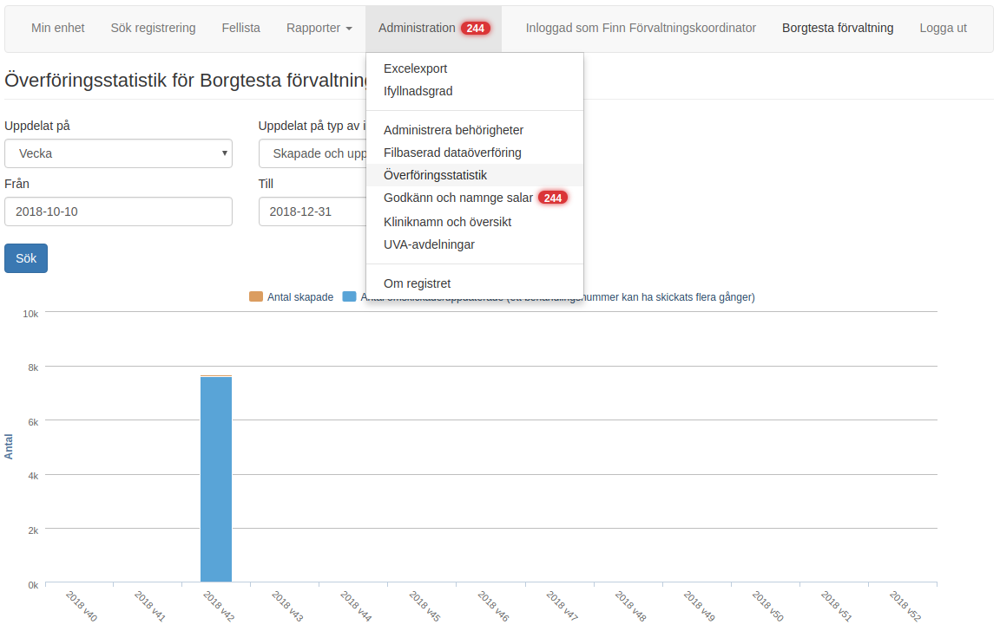 Min enhet Sök registrering Fellista Rapporter Administration 244 Inloggad som Finn Förvaltningskoordinator Borgtesta förvaltning Logga ut
Excelexport
Ifyllnadsgrad
Administrera behörigheter
Filbaserad dataöverföring
Överföringsstatistik
Godkänn och namnge salar 244
Kliniknamn och översikt
UVA-avdelningar
Om registret
Överföringsstatistik för Borgtesta förvaltning
Uppdelat på
Vecka
Uppdelat på typ av
Skapade och upp
Från
2018-10-10
Till
2018-12-31
Sök
Antal skapade
Antal omskickade/uppdaterade (ett behandlingsnummer kan ha skickats flera gånger)
Antal
10k
8k
6k
4k
2k
0k
2018 v40
2018 v41
2018 v42
2018 v43
2018 v44
2018 v45
2018 v46
2018 v47
2018 v48
2018 v49
2018 v50
2018 v51
2018 v52